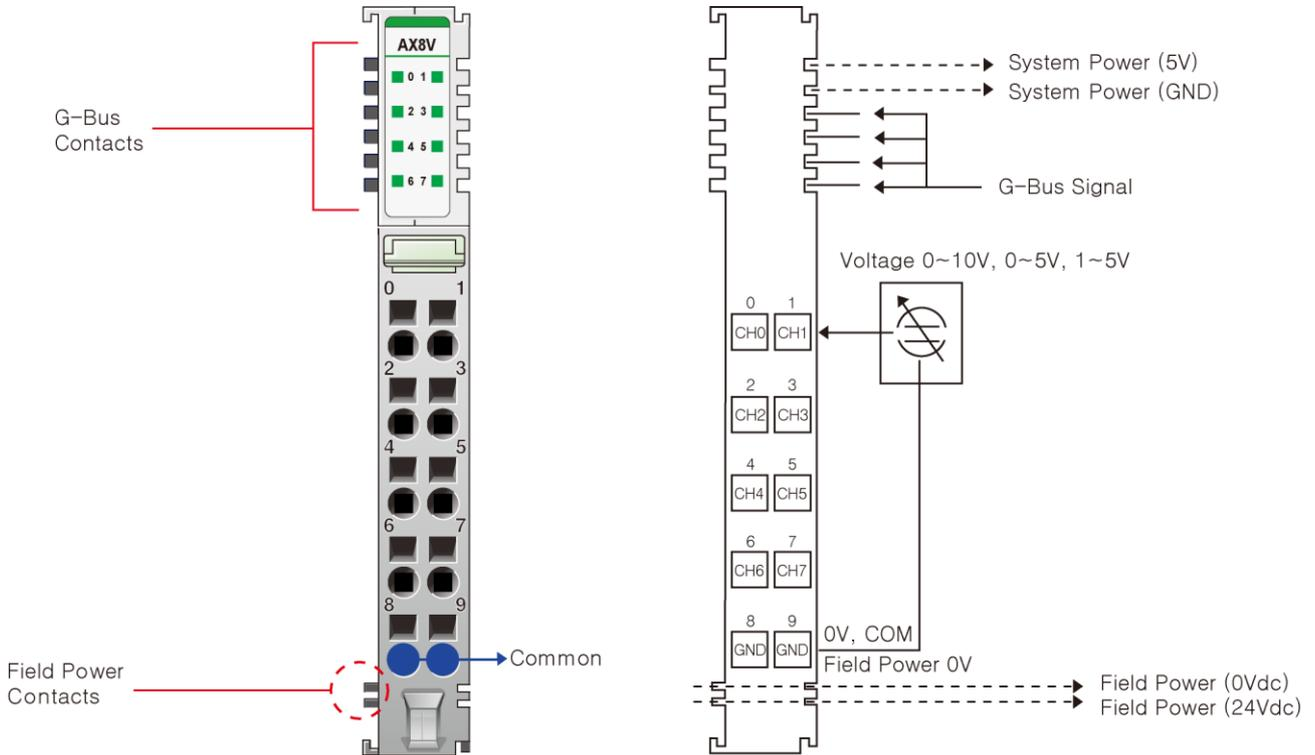 AX8V
0 1
2 3
4 5
6 7
G-Bus
Contacts
0 1
2 3
4 5
6 7
8 9
Common
Field Power
Contacts
System Power (5V)
System Power (GND)
G-Bus Signal
Voltage 0~10V, 0~5V, 1~5V
0 1
CH0 CH1
2 3
CH2 CH3
4 5
CH4 CH5
6 7
CH6 CH7
8 9
GND GND
0V, COM
Field Power 0V
Field Power (0Vdc)
Field Power (24Vdc)